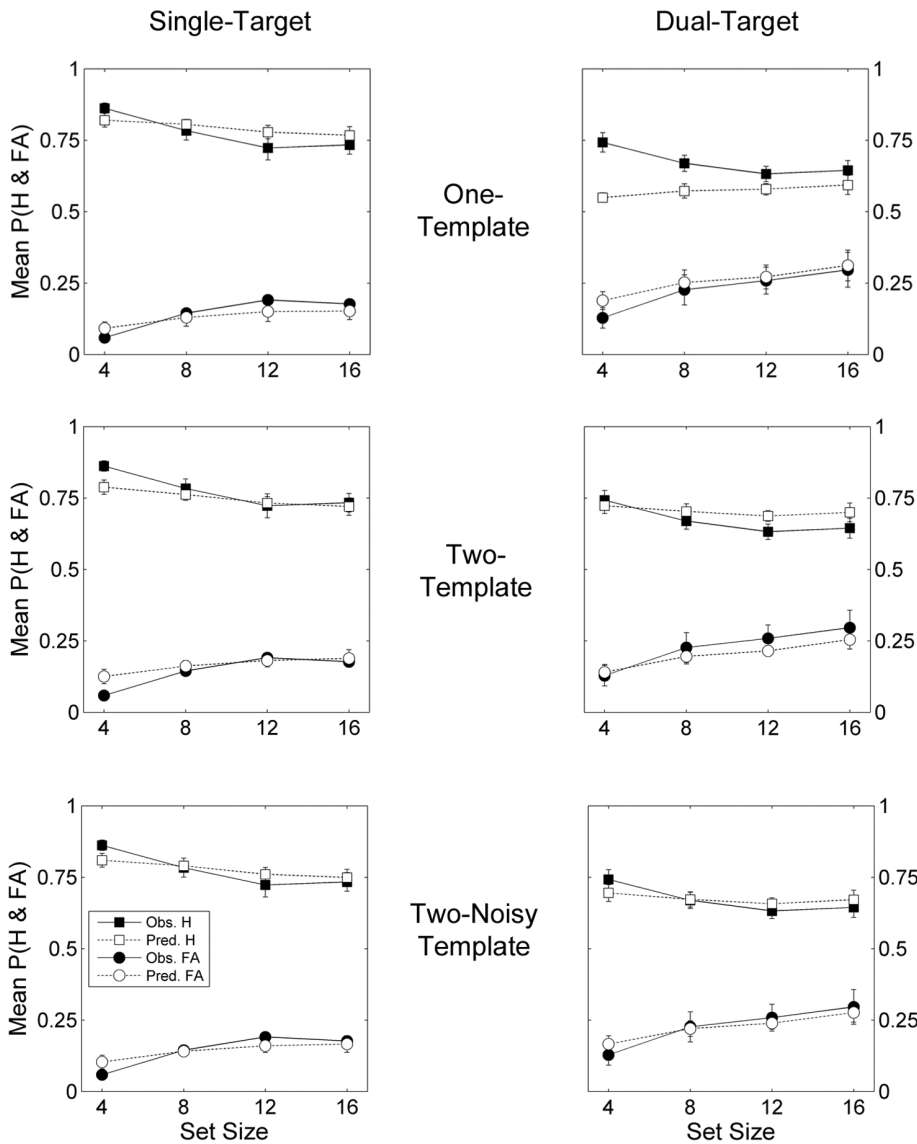 Single-Target
Dual-Target
Mean P(H & FA)
1
0.75
0.5
0.25
0
4 8 12 16
One-
Template
1
0.75
0.5
0.25
0
4 8 12 16
Mean P(H & FA)
1
0.75
0.5
0.25
0
4 8 12 16
Two-
Template
1
0.75
0.5
0.25
0
4 8 12 16
Mean P(H & FA)
1
0.75
0.5
0.25
0
Obs. H
Pred. H
Obs. FA
Pred. FA
4 8 12 16
Set Size
Two-Noisy
Template
1
0.75
0.5
0.25
0
4 8 12 16
Set Size